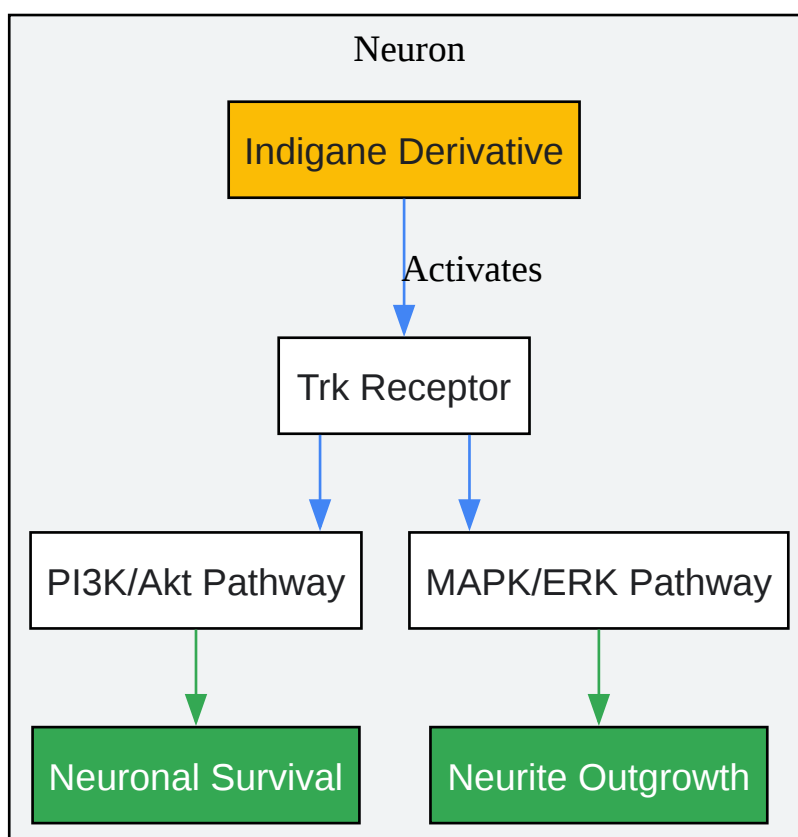 Neuron
Indigane Derivative
Activates
Trk Receptor
PI3K/Akt Pathway
MAPK/ERK Pathway
Neuronal Survival
Neurite Outgrowth